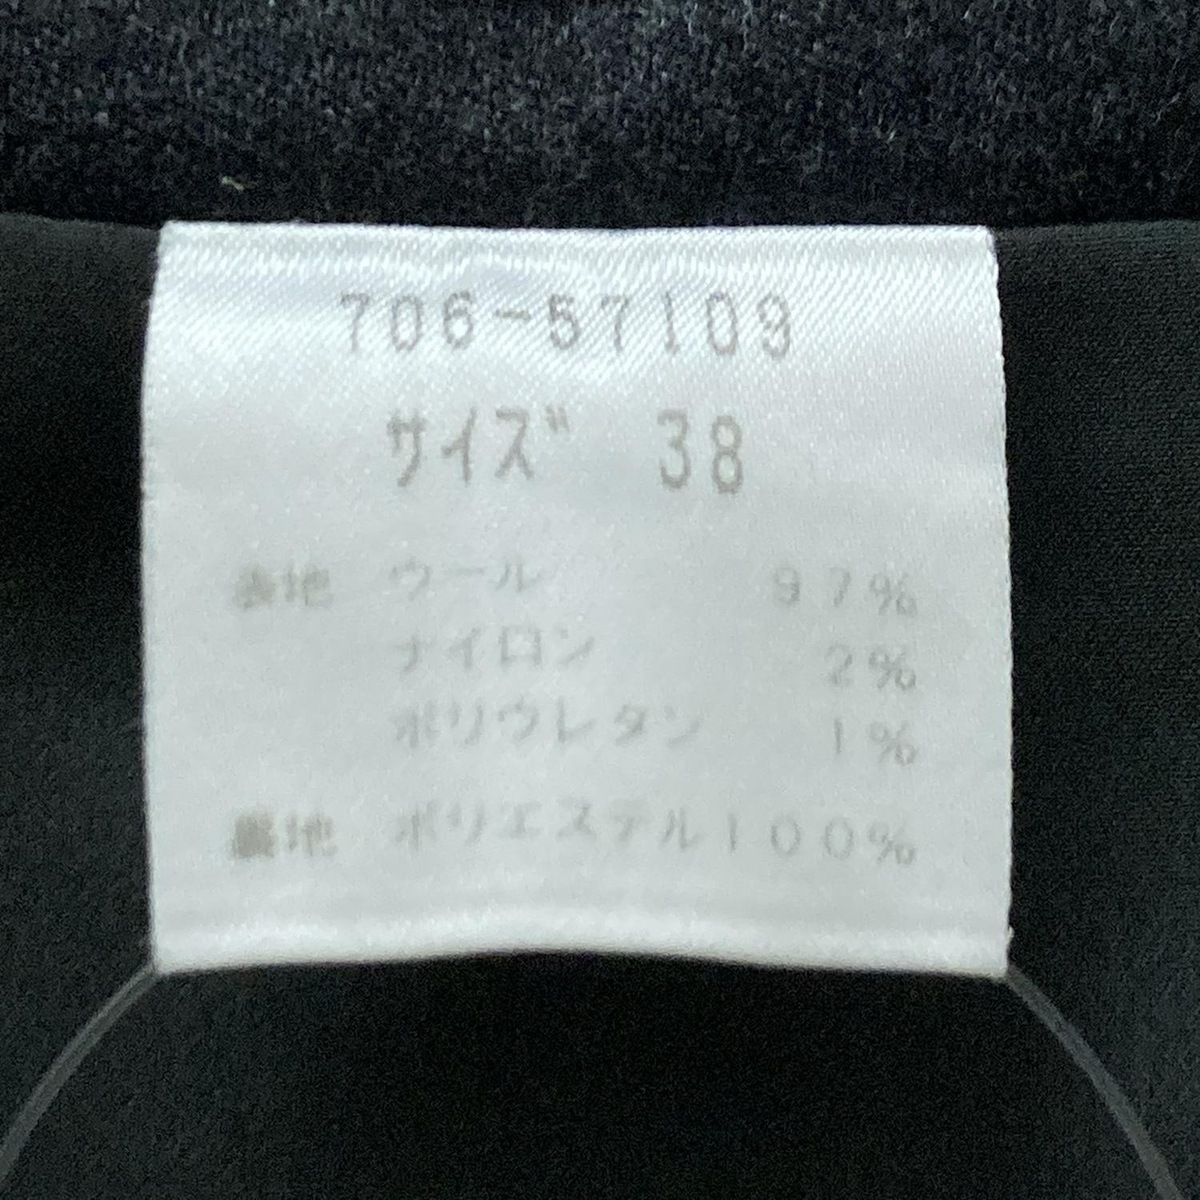 706-57109
サイズ 38
表地 ウール 97%
ナイロン 2%
ポリウレタン 1%
裏地 ポリエステル100%